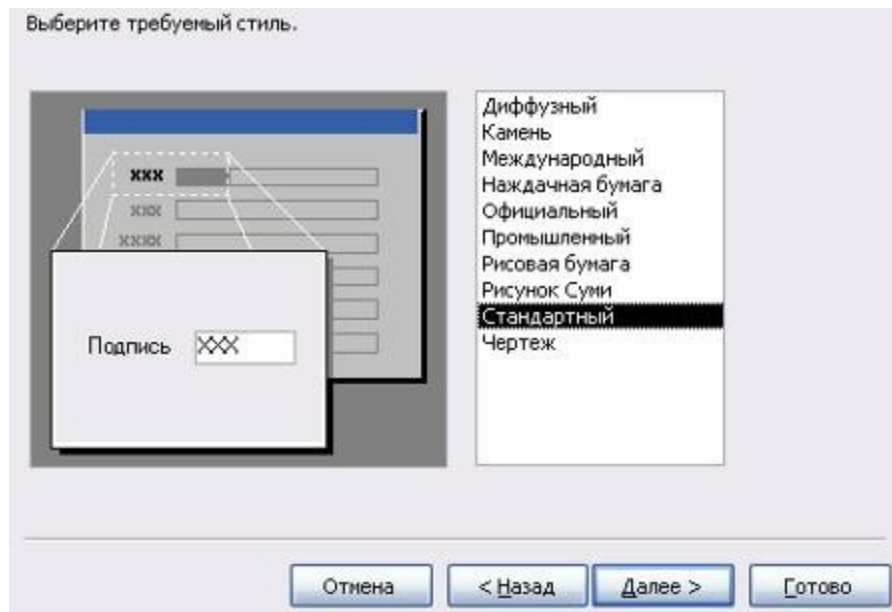 Выберите требуемый стиль.
xxx
xxx
xxxx
Подпись XXX
Диффузный
Камень
Международный
Наждачная бумага
Официальный
Промышленный
Рисовая бумага
Рисунок Суми
Стандартный
Чертеж
Отмена
< Назад
Далее >
Готово